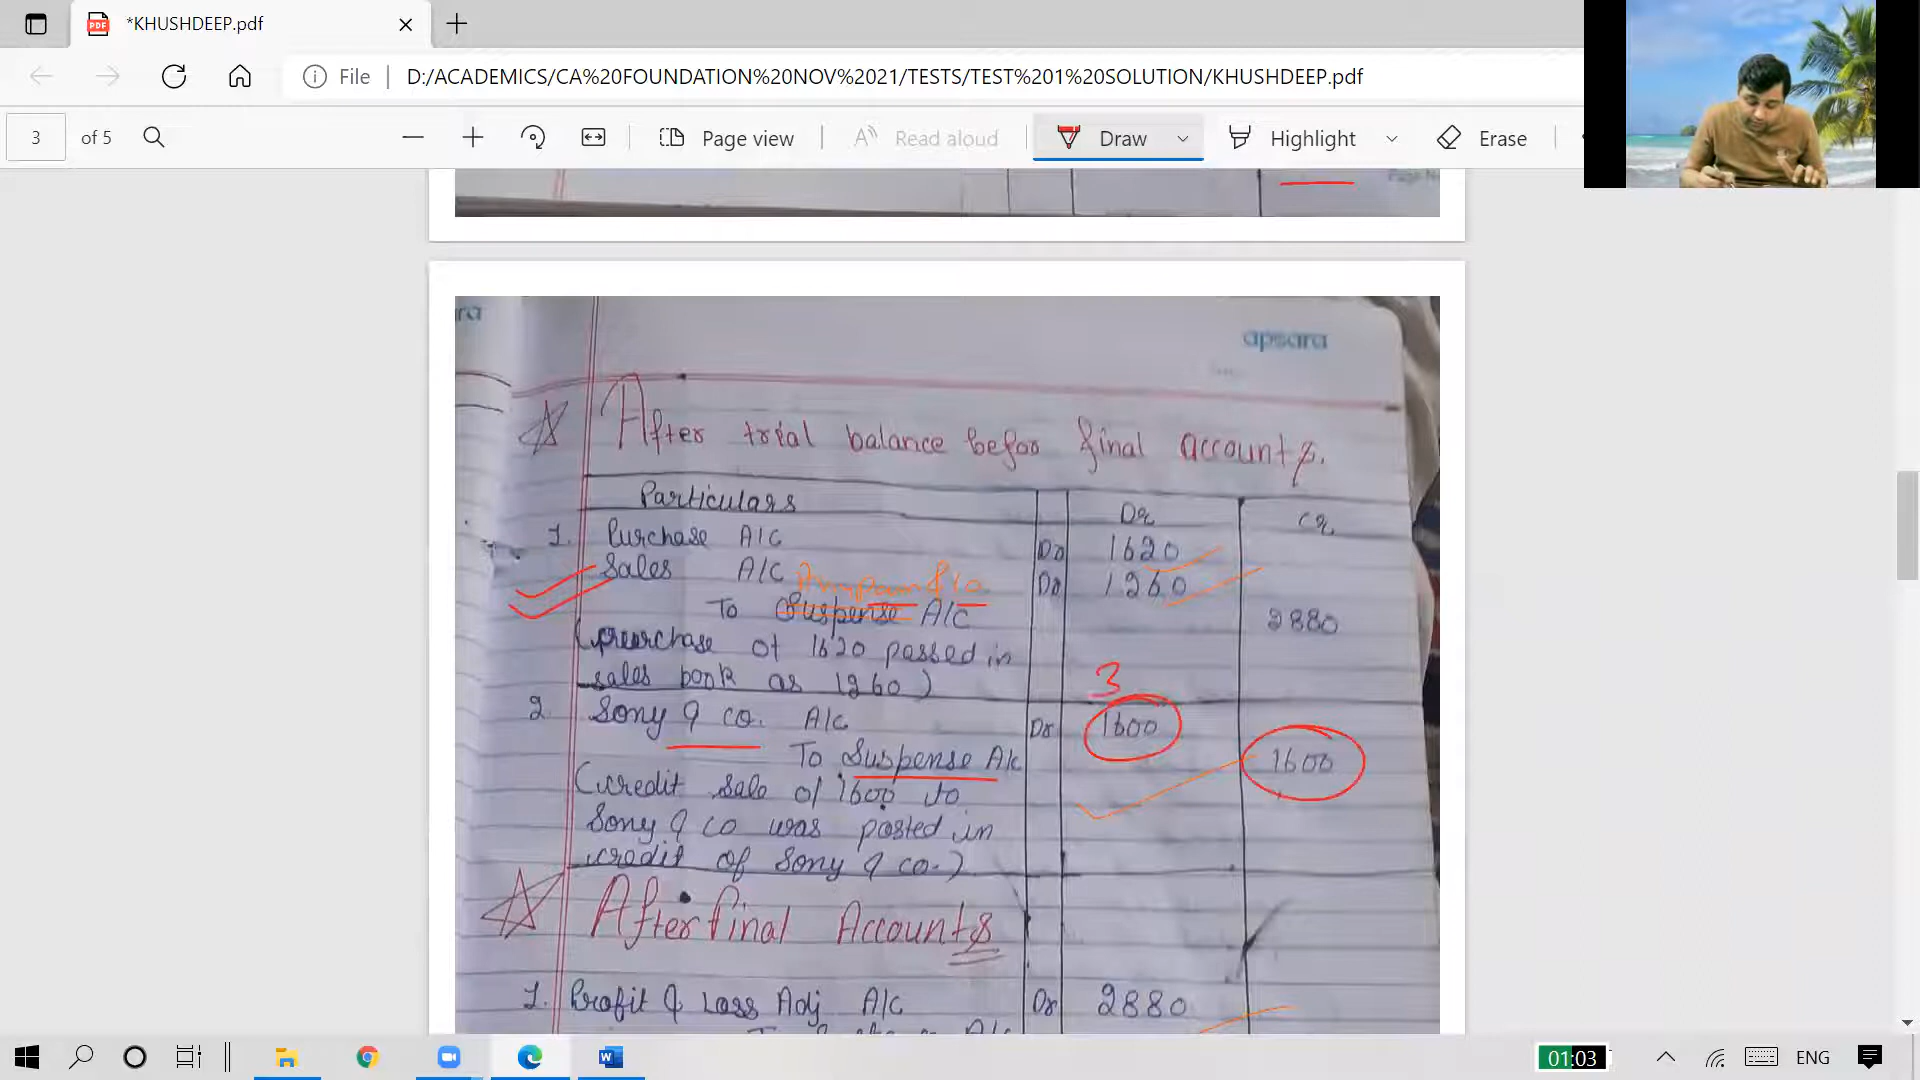 *KHUSHDEEP.pdf
File D:/ACADEMICS/CA%20FOUNDATION%20NOV%2021/TESTS/TEST%201%20SOLUTION/KHUSHDEEP.pdf
3 of 5 Page view Read aloud Draw Highlight Erase
apsara
After trial balance befor final accounts.
Particulars Dr Cr
1. Purchase A/C Dr 1620
Sales A/C Dr 1260
To Suspense A/C 2880
(purchase of 1620 passed in
sales book as 1260)
3
2 Sony & co. A/C Dr 1600
To Suspense A/c 1600
(credit sale of 1600 to
Sony & co was posted in
credit of Sony & co.)
After final Accounts
1. Profit & Loss Adj A/C Dr 2880
01:03 ENG